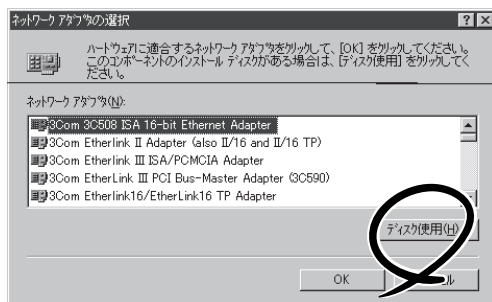 ネットワーク アダプタの選択
ハードウェアに適合するネットワーク アダプタをクリックして、[OK] をクリックしてください。
このコンポーネントのインストール ディスクがある場合は、[ディスク使用] をクリックしてく
ださい。
ネットワーク アダプタ(N):
3Com 3C508 ISA 16-bit Ethernet Adapter
3Com Etherlink II Adapter (also II/16 and II/16 TP)
3Com Etherlink III ISA/PCMCIA Adapter
3Com EtherLink III PCI Bus-Master Adapter (3C590)
3Com Etherlink16/EtherLink16 TP Adapter
ディスク使用(H)
OK